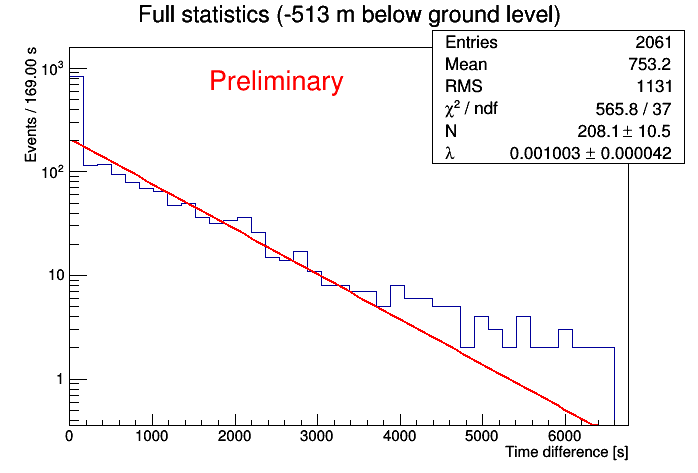 Full statistics (-513 m below ground level)
Entries 2061
Mean 753.2
RMS 1131
χ² / ndf 565.8 / 37
N 208.1 ± 10.5
λ 0.001003 ± 0.000042
Preliminary
Events / 169.00 s
10³
10²
10
1
0 1000 2000 3000 4000 5000 6000
Time difference [s]